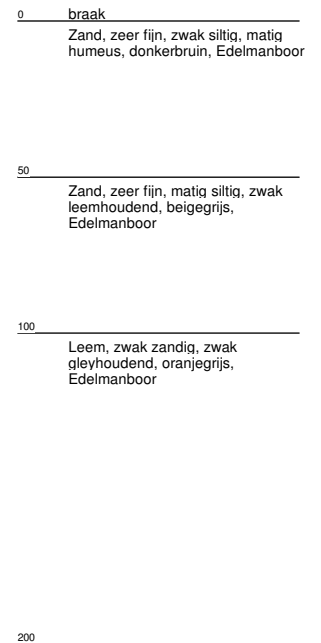 0 braak
Zand, zeer fijn, zwak siltig, matig
humeus, donkerbruin, Edelmanboor
50
Zand, zeer fijn, matig siltig, zwak
leemhoudend, beigegrijs,
Edelmanboor
100
Leem, zwak zandig, zwak
gleyhoudend, oranjegrijs,
Edelmanboor
200